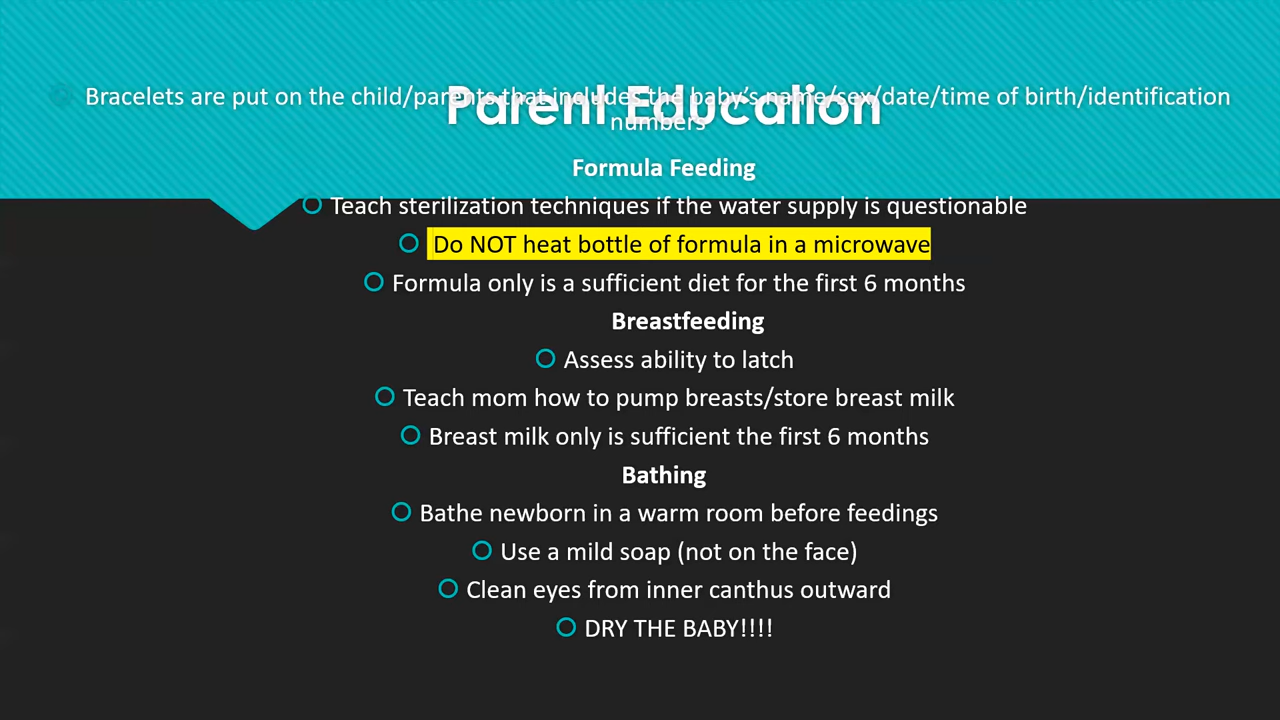 Parent Education
Bracelets are put on the child/parents that includes the baby's name/sex/date/time of birth/identification
numbers
Formula Feeding
Teach sterilization techniques if the water supply is questionable
Do NOT heat bottle of formula in a microwave
Formula only is a sufficient diet for the first 6 months
Breastfeeding
Assess ability to latch
Teach mom how to pump breasts/store breast milk
Breast milk only is sufficient the first 6 months
Bathing
Bathe newborn in a warm room before feedings
Use a mild soap (not on the face)
Clean eyes from inner canthus outward
DRY THE BABY!!!!